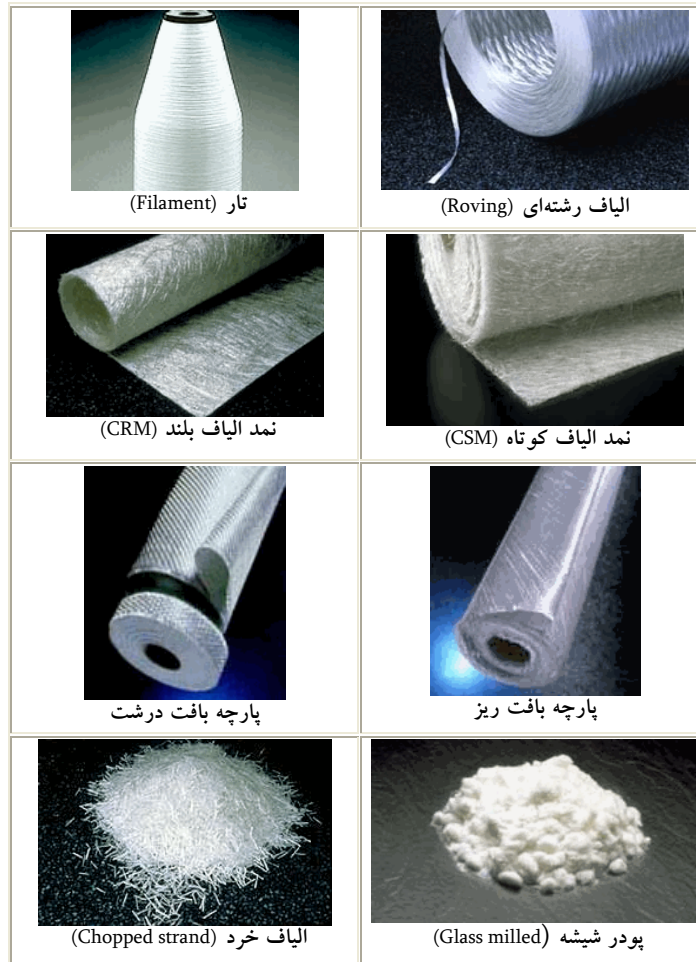 الیاف رشته‌ای (Roving)
تار (Filament)
نمد الیاف کوتاه (CSM)
نمد الیاف بلند (CRM)
پارچه بافت ریز
پارچه بافت درشت
پودر شیشه (Glass milled)
الیاف خرد (Chopped strand)